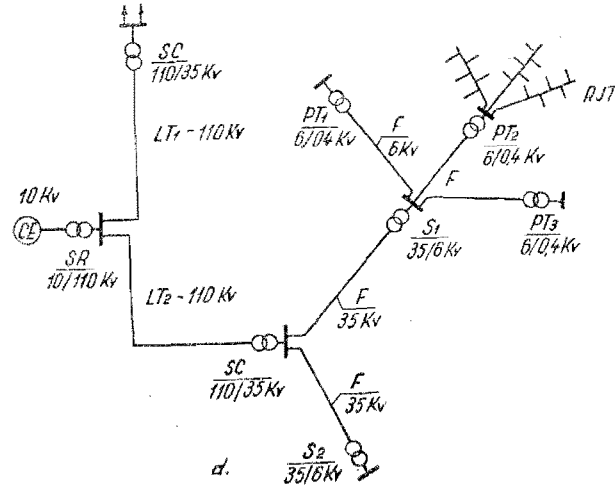 SC
110/35 Kv
LT1 - 110 Kv
10 Kv
CE
SR
10/110 Kv
LT2 - 110 Kv
SC
110/35 Kv
F
35 Kv
S2
35/6 Kv
F
35 Kv
S1
35/6 Kv
PT1
6/04 Kv
F
6 Kv
PT2
6/0,4 Kv
F
PT3
6/0,4 Kv
RJT
d.